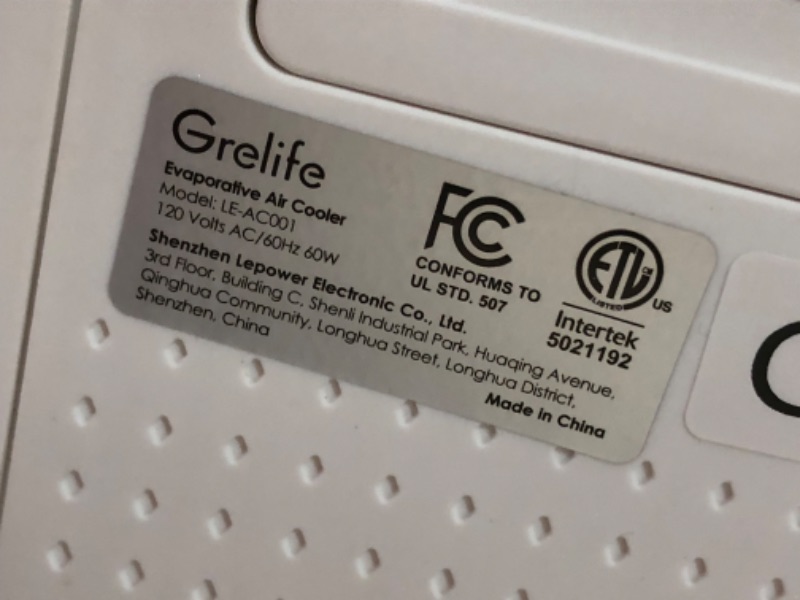 Grelife
Evaporative Air Cooler
Model: LE-AC001
120 Volts AC/60Hz 60W
Shenzhen Lepower Electronic Co., Ltd.
3rd Floor, Building C, Shenli Industrial Park, Huaqing Avenue,
Qinghua Community, Longhua Street, Longhua District,
Shenzhen, China
Made in China
FC
CONFORMS TO
UL STD. 507
ETL
CM
LISTED
US
Intertek
5021192